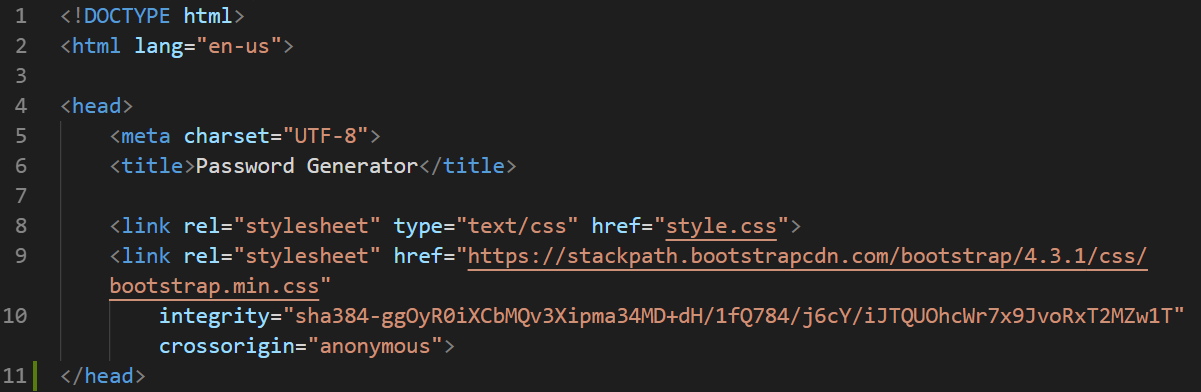 1 <!DOCTYPE html>
2 <html lang="en-us">
3
4 <head>
5 <meta charset="UTF-8">
6 <title>Password Generator</title>
7
8 <link rel="stylesheet" type="text/css" href="style.css">
9 <link rel="stylesheet" href="https://stackpath.bootstrapcdn.com/bootstrap/4.3.1/css/
bootstrap.min.css"
10 integrity="sha384-ggOyR0iXCbMQv3Xipma34MD+dH/1fQ784/j6cY/iJTQUOhcWr7x9JvoRxT2MZw1T"
crossorigin="anonymous">
11 </head>